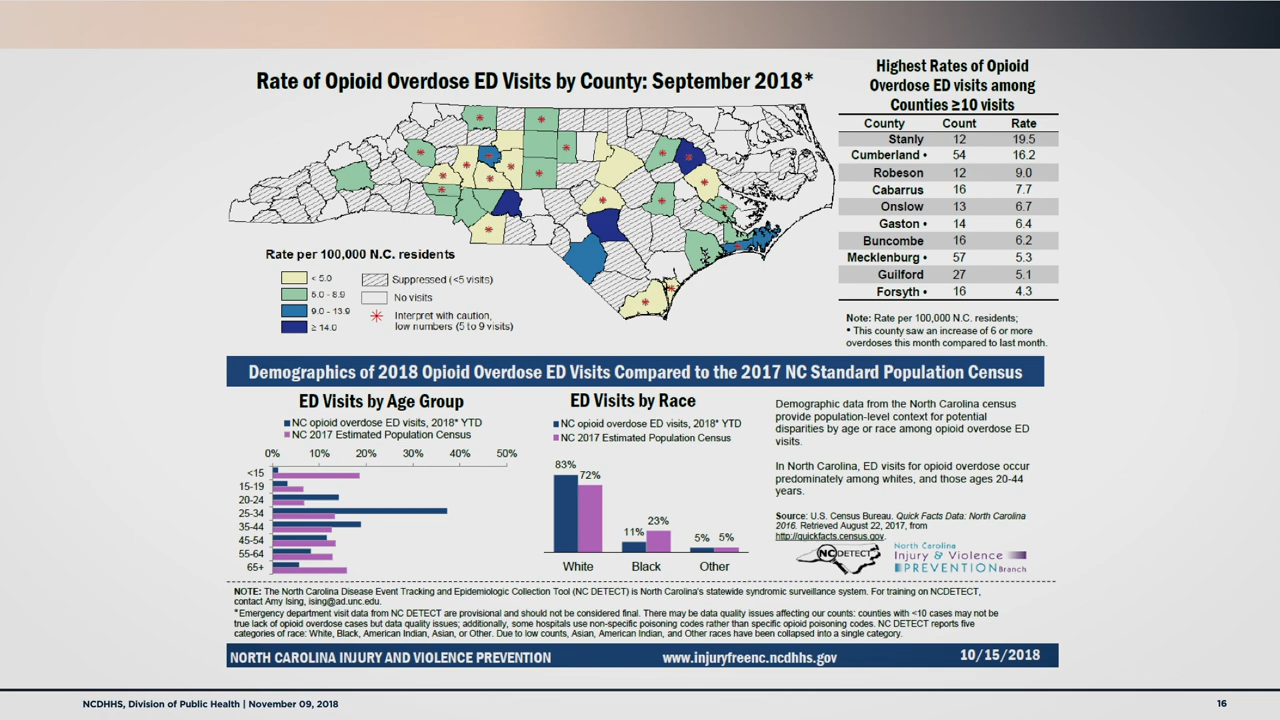 Rate of Opioid Overdose ED Visits by County: September 2018*
Rate per 100,000 N.C. residents
< 5.0
5.0 - 8.9
9.0 - 13.9
≥ 14.0
Suppressed (<5 visits)
No visits
Interpret with caution,
low numbers (5 to 9 visits)
Highest Rates of Opioid
Overdose ED visits among
Counties ≥10 visits
County Count Rate
Stanly 12 19.5
Cumberland • 54 16.2
Robeson 12 9.0
Cabarrus 16 7.7
Onslow 13 6.7
Gaston • 14 6.4
Buncombe 16 6.2
Mecklenburg • 57 5.3
Guilford 27 5.1
Forsyth • 16 4.3
Note: Rate per 100,000 N.C. residents;
• This county saw an increase of 6 or more
overdoses this month compared to last month.
Demographics of 2018 Opioid Overdose ED Visits Compared to the 2017 NC Standard Population Census
ED Visits by Age Group
NC opioid overdose ED visits, 2018* YTD
NC 2017 Estimated Population Census
0% 10% 20% 30% 40% 50%
<15
15-19
20-24
25-34
35-44
45-54
55-64
65+
ED Visits by Race
NC opioid overdose ED visits, 2018* YTD
NC 2017 Estimated Population Census
83% 72%
11% 23%
5% 5%
White Black Other
Demographic data from the North Carolina census
provide population-level context for potential
disparities by age or race among opioid overdose ED
visits.
In North Carolina, ED visits for opioid overdose occur
predominately among whites, and those ages 20-44
years.
Source: U.S. Census Bureau. Quick Facts Data: North Carolina
2016. Retrieved August 22, 2017, from
http://quickfacts.census.gov.
NC DETECT
North Carolina
Injury & Violence
PREVENTION Branch
NOTE: The North Carolina Disease Event Tracking and Epidemiologic Collection Tool (NC DETECT) is North Carolina's statewide syndromic surveillance system. For training on NCDETECT,
contact Amy Ising, ising@ad.unc.edu.
*Emergency department visit data from NC DETECT are provisional and should not be considered final. There may be data quality issues affecting our counts: counties with <10 cases may not be
true lack of opioid overdose cases but data quality issues; additionally, some hospitals use non-specific poisoning codes rather than specific opioid poisoning codes. NC DETECT reports five
categories of race: White, Black, American Indian, Asian, or Other. Due to low counts, Asian, American Indian, and Other races have been collapsed into a single category.
NORTH CAROLINA INJURY AND VIOLENCE PREVENTION www.injuryfreenc.ncdhhs.gov 10/15/2018
NCDHHS, Division of Public Health | November 09, 2018 16